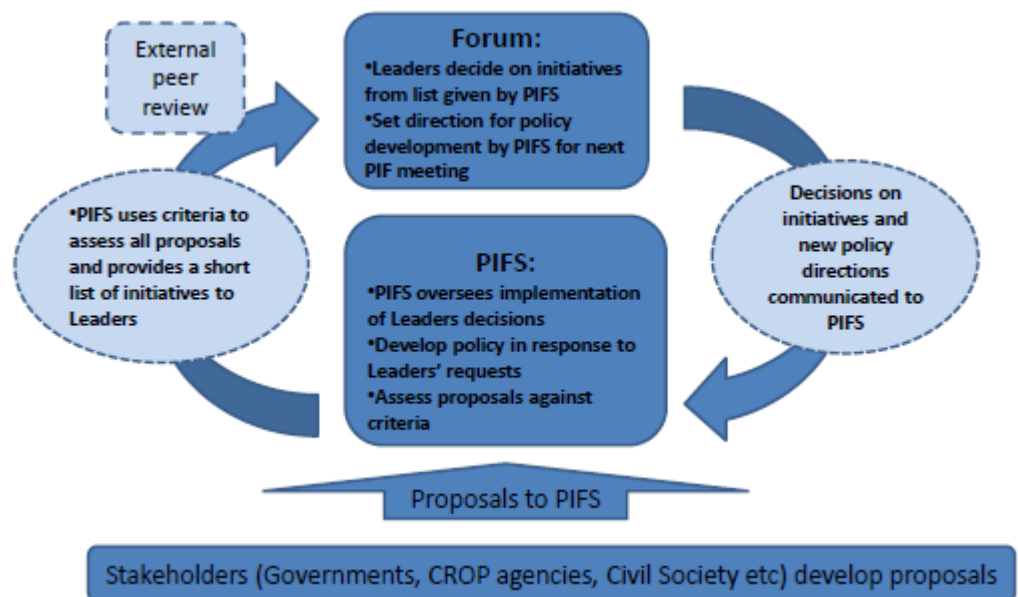 External
peer
review
Forum:
•Leaders decide on initiatives
from list given by PIFS
•Set direction for policy
development by PIFS for next
PIF meeting
•PIFS uses criteria to
assess all proposals
and provides a short
list of initiatives to
Leaders
PIFS:
•PIFS oversees implementation
of Leaders decisions
•Develop policy in response to
Leaders’ requests
•Assess proposals against
criteria
Decisions on
initiatives and
new policy
directions
communicated to
PIFS
Proposals to PIFS
Stakeholders (Governments, CROP agencies, Civil Society etc) develop proposals